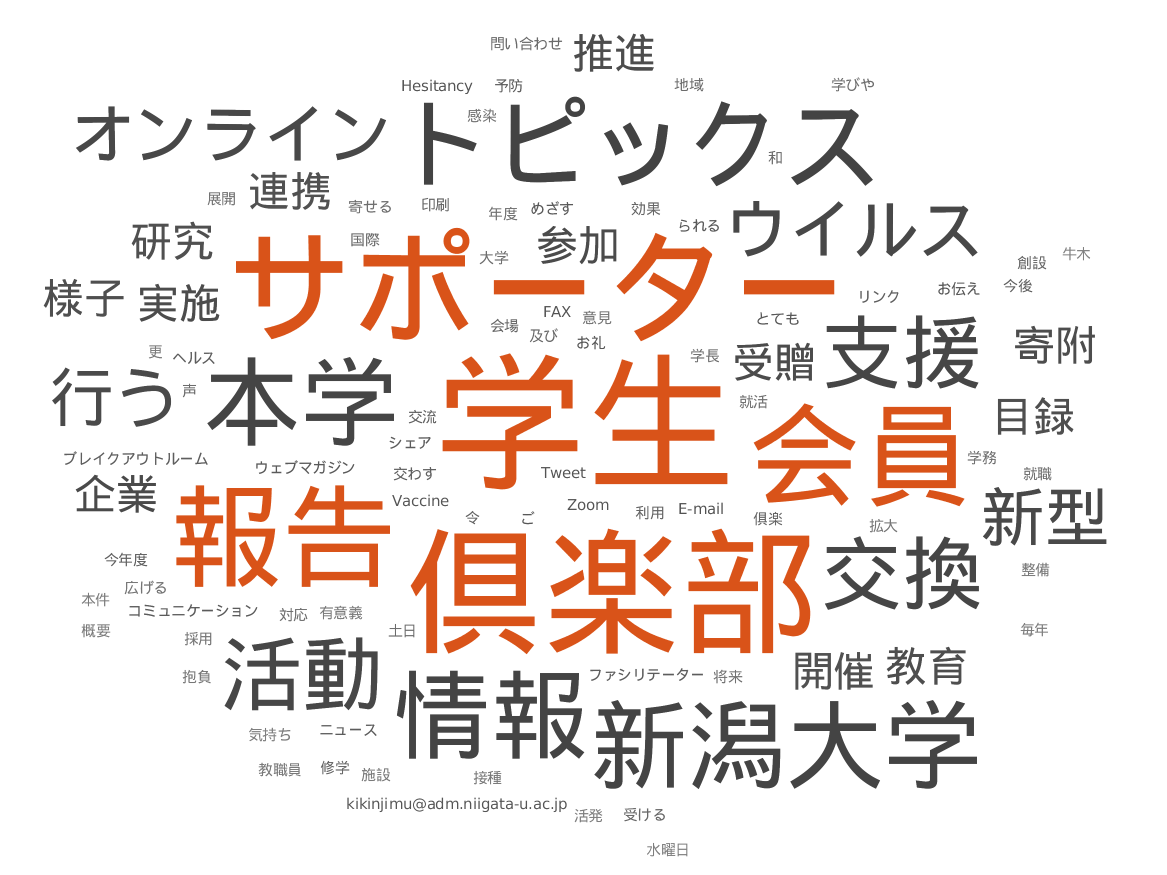 問い合わせ
推進
Hesitancy
予防
地域
学びや
オンライン
感染
トピックス
和
展開
連携
寄せる
印刷
年度
めざす
効果
られる
ウイルス
研究
国際
大学
参加
サポーター
牛木
創設
様子
実施
FAX
会場
意見
及び
お礼
とても
リンク
お伝え
今後
更
ヘルス
学長
受贈
支援
寄附
行う
声
本学
交流
学生
就活
会員
目録
シェア
ブレイクアウトルーム
ウェブマガジン
交わす
Tweet
学務
就職
企業
報告
Vaccine
令
ご
Zoom
利用
E-mail
倶楽
拡大
新型
今年度
倶楽部
交換
整備
広げる
本件
コミュニケーション
対応
有意義
概要
採用
土日
毎年
抱負
活動
情報
ファシリテーター
将来
開催
教育
気持ち
ニュース
新潟大学
教職員
修学
施設
接種
kikinjimu@adm.niigata-u.ac.jp
活発
受ける
水曜日